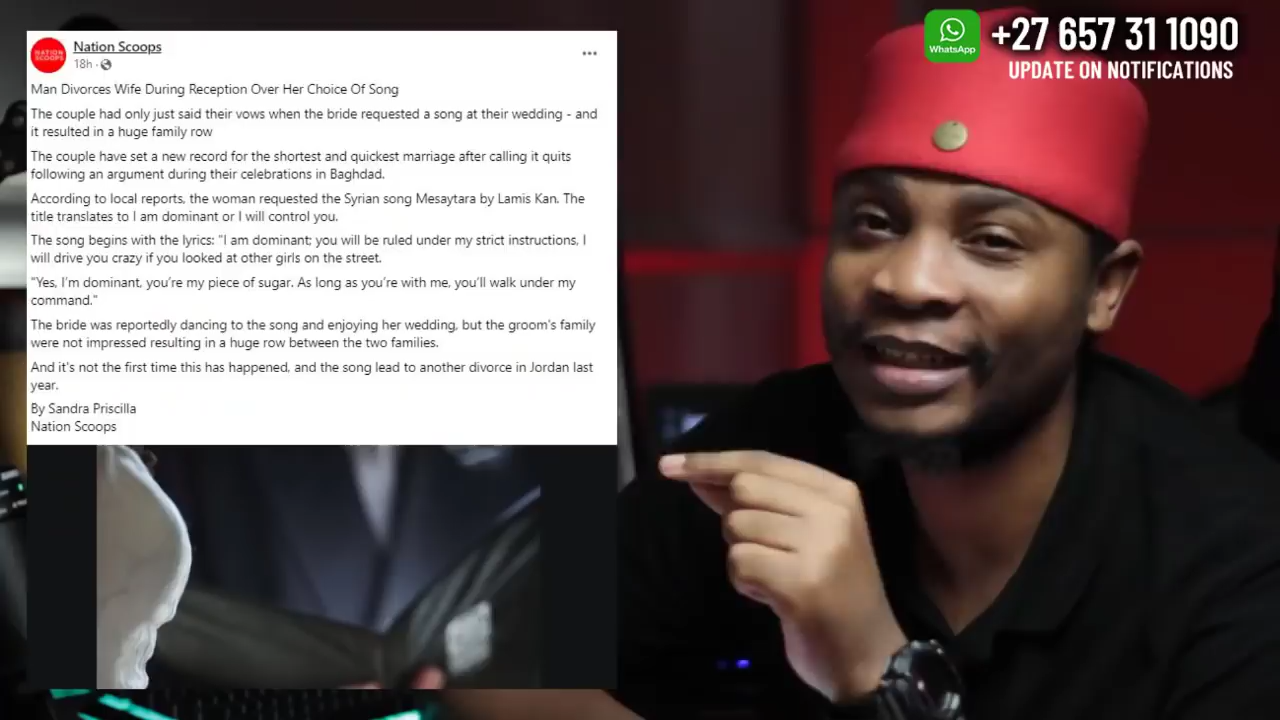 Nation Scoops
18h
Man Divorces Wife During Reception Over Her Choice Of Song
The couple had only just said their vows when the bride requested a song at their wedding - and
it resulted in a huge family row
The couple have set a new record for the shortest and quickest marriage after calling it quits
following an argument during their celebrations in Baghdad.
According to local reports, the woman requested the Syrian song Mesaytara by Lamis Kan. The
title translates to I am dominant or I will control you.
The song begins with the lyrics: "I am dominant; you will be ruled under my strict instructions, I
will drive you crazy if you looked at other girls on the street.
"Yes, I'm dominant, you're my piece of sugar. As long as you're with me, you'll walk under my
command."
The bride was reportedly dancing to the song and enjoying her wedding, but the groom's family
were not impressed resulting in a huge row between the two families.
And it's not the first time this has happened, and the song lead to another divorce in Jordan last
year.
By Sandra Priscilla
Nation Scoops
NATION
SCOOPS
WhatsApp
+27 657 31 1090
UPDATE ON NOTIFICATIONS